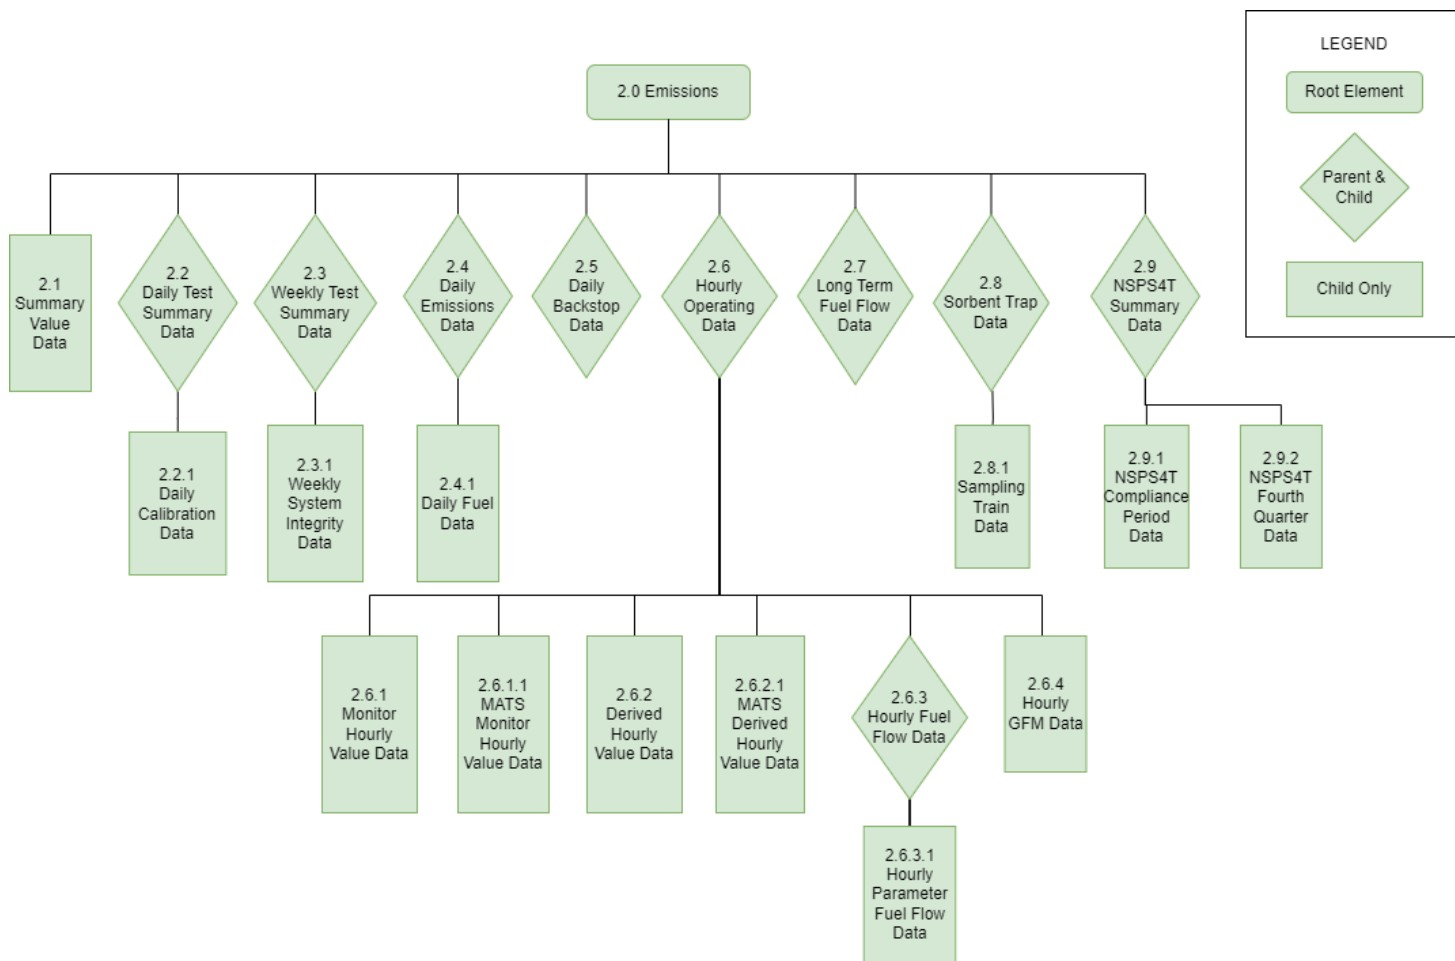 LEGEND
Root Element
Parent &
Child
Child Only
2.0 Emissions
2.1
Summary
Value
Data
2.2
Daily Test
Summary
Data
2.3
Weekly Test
Summary
Data
2.4
Daily
Emissions
Data
2.5
Daily
Backstop
Data
2.6
Hourly
Operating
Data
2.7
Long Term
Fuel Flow
Data
2.8
Sorbent Trap
Data
2.9
NSPS4T
Summary
Data
2.2.1
Daily
Calibration
Data
2.3.1
Weekly
System
Integrity
Data
2.4.1
Daily Fuel
Data
2.8.1
Sampling
Train
Data
2.9.1
NSPS4T
Compliance
Period
Data
2.9.2
NSPS4T
Fourth
Quarter
Data
2.6.1
Monitor
Hourly
Value Data
2.6.1.1
MATS
Monitor
Hourly
Value Data
2.6.2
Derived
Hourly
Value Data
2.6.2.1
MATS
Derived
Hourly
Value Data
2.6.3
Hourly Fuel
Flow Data
2.6.4
Hourly
GFM Data
2.6.3.1
Hourly
Parameter
Fuel Flow
Data